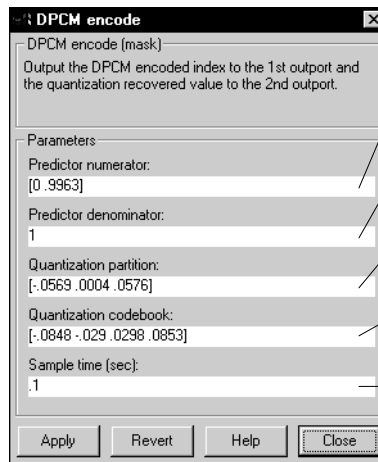 DPCM encode
DPCM encode (mask)
Output the DPCM encoded index to the 1st outport and
the quantization recovered value to the 2nd outport.
Parameters
Predictor numerator:
[0 .9963]
Predictor denominator:
1
Quantization partition:
[-.0569 .0004 .0576]
Quantization codebook:
[-.0848 -.029 .0298 .0853]
Sample time (sec):
.1
Apply Revert Help Close